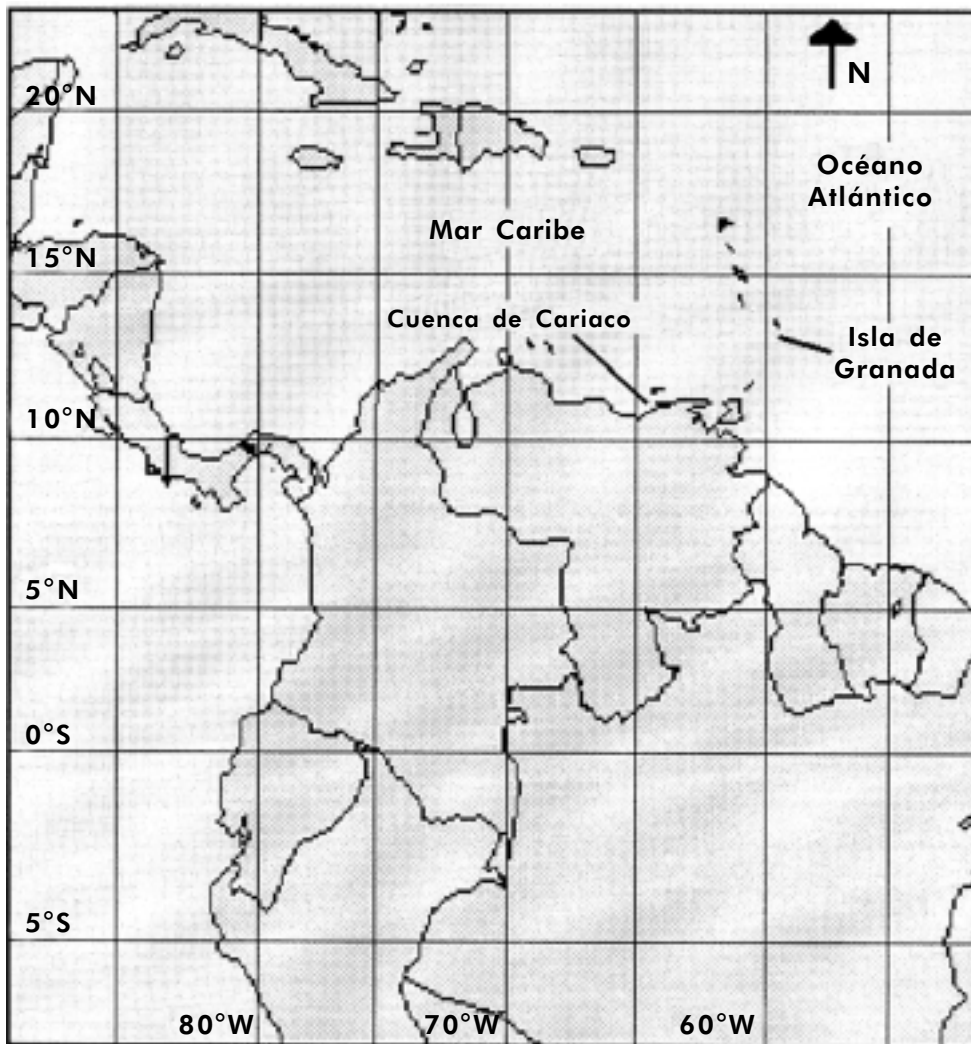 N
20°N
Océano
Atlántico
Mar Caribe
15°N
Cuenca de Cariaco
Isla de
Granada
10°N
5°N
0°S
5°S
80°W
70°W
60°W